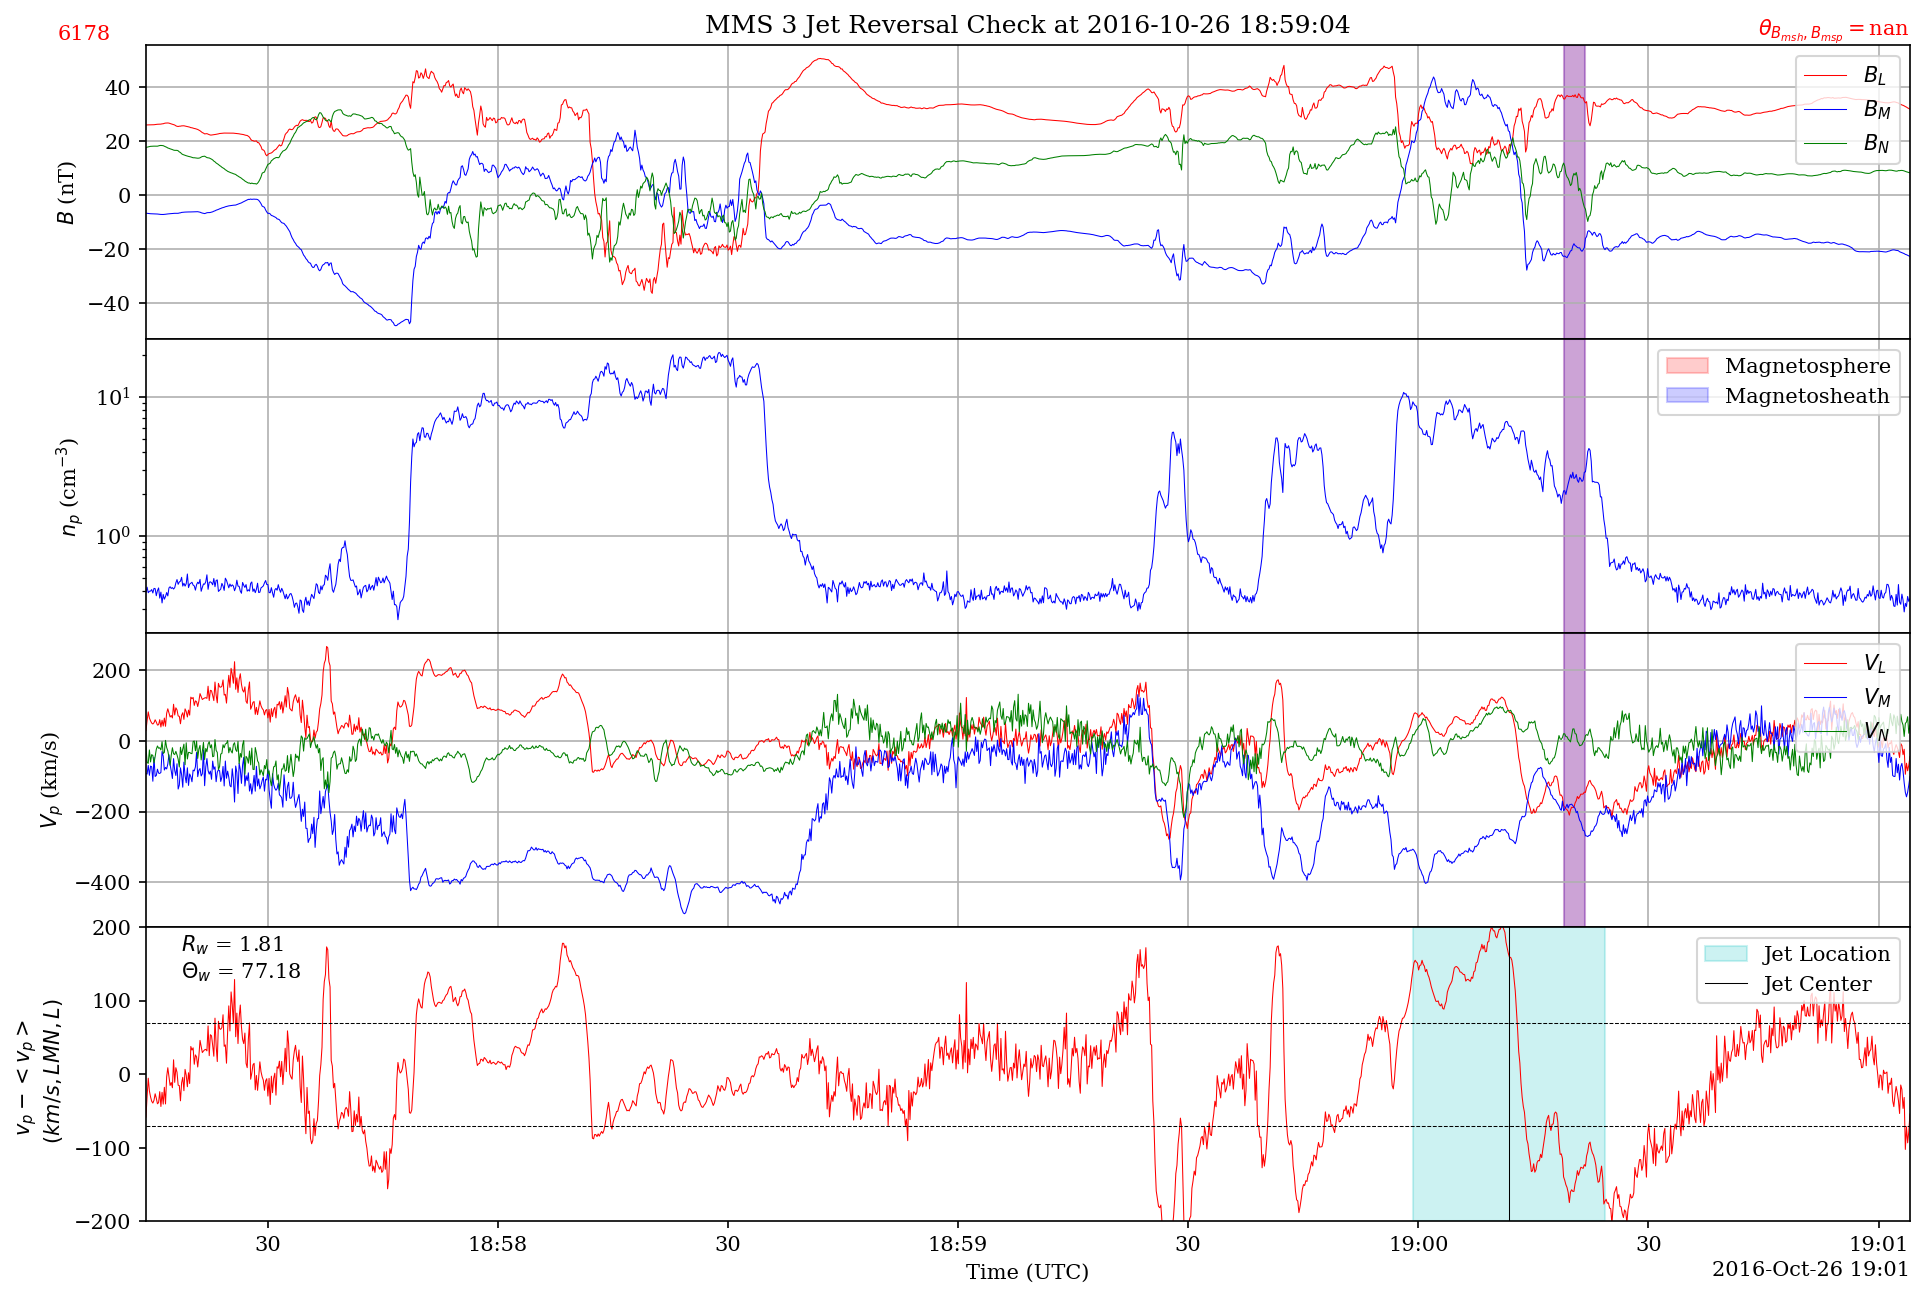 MMS 3 Jet Reversal Check at 2016-10-26 18:59:04
6178
θ_{B_{msh}, B_{msp}} = nan
B (nT)
40
20
0
−20
−40
B_L
B_M
B_N
n_p (cm^{−3})
10^1
10^0
Magnetosphere
Magnetosheath
V_p (km/s)
200
0
−200
−400
V_L
V_M
V_N
v_p − < v_p >
(km/s, LMN, L)
200
100
0
−100
−200
R_w = 1.81
Θ_w = 77.18
Jet Location
Jet Center
30 18:58 30 18:59 30 19:00 30 19:01
Time (UTC)
2016-Oct-26 19:01